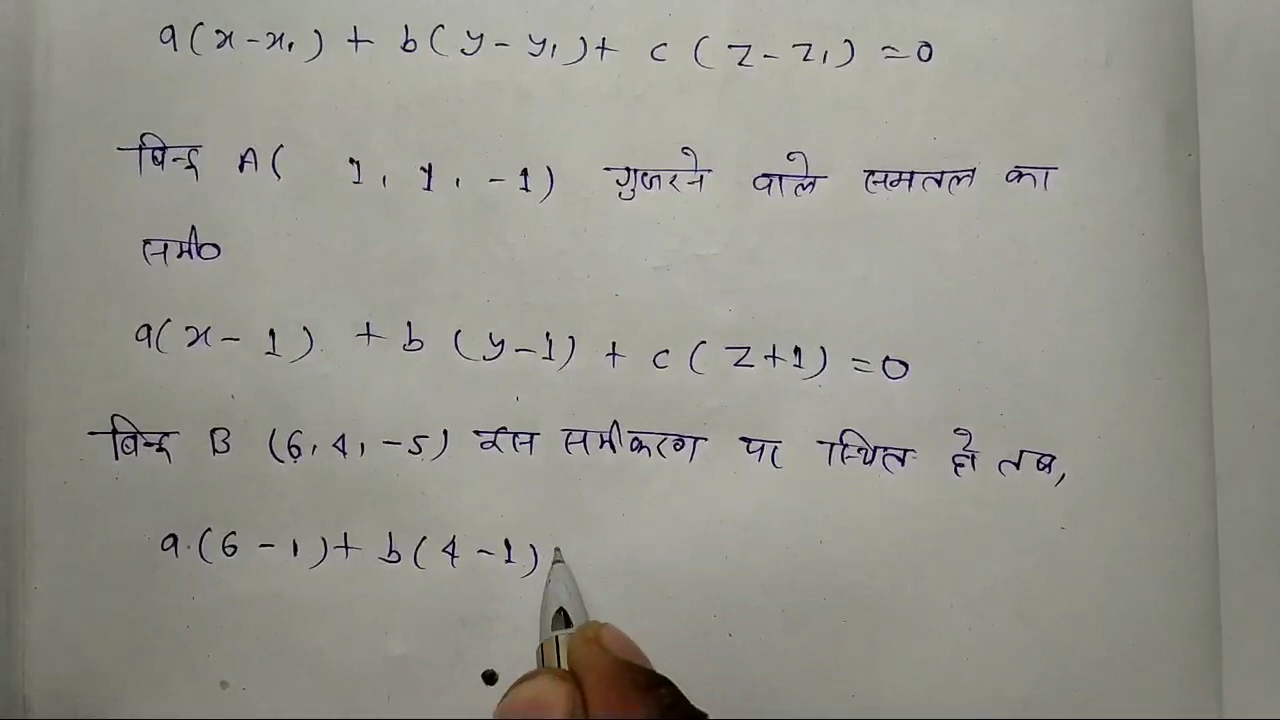 a(x-x₁) + b(y-y₁)+ c(z-z₁) =0
बिन्दु A( 1, 1, -1) गुजरने वाले समतल का
समी०
a(x-1) + b(y-1) + c(z+1) =0
बिन्दु B (6, 4, -5) इस समीकरण पर स्थित हो तब,
a.(6-1)+ b(4-1)